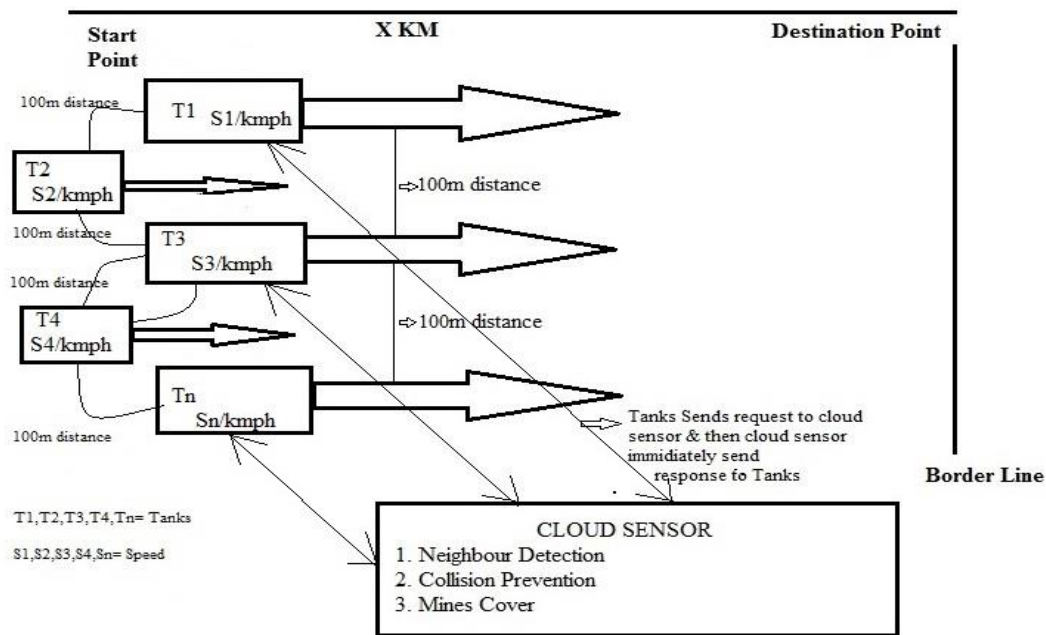 X KM
Start
Point
Destination Point
100m distance
T1
S1/kmph
T2
S2/kmph
⇨100m distance
100m distance
T3
S3/kmph
100m distance
T4
S4/kmph
⇨100m distance
Tn
Sn/kmph
100m distance
Tanks Sends request to cloud
sensor & then cloud sensor
immidiately send
response fo Tanks
Border Line
T1,T2,T3,T4,Tn= Tanks
S1,S2,S3,S4,Sn= Speed
CLOUD SENSOR
1. Neighbour Detection
2. Collision Prevention
3. Mines Cover